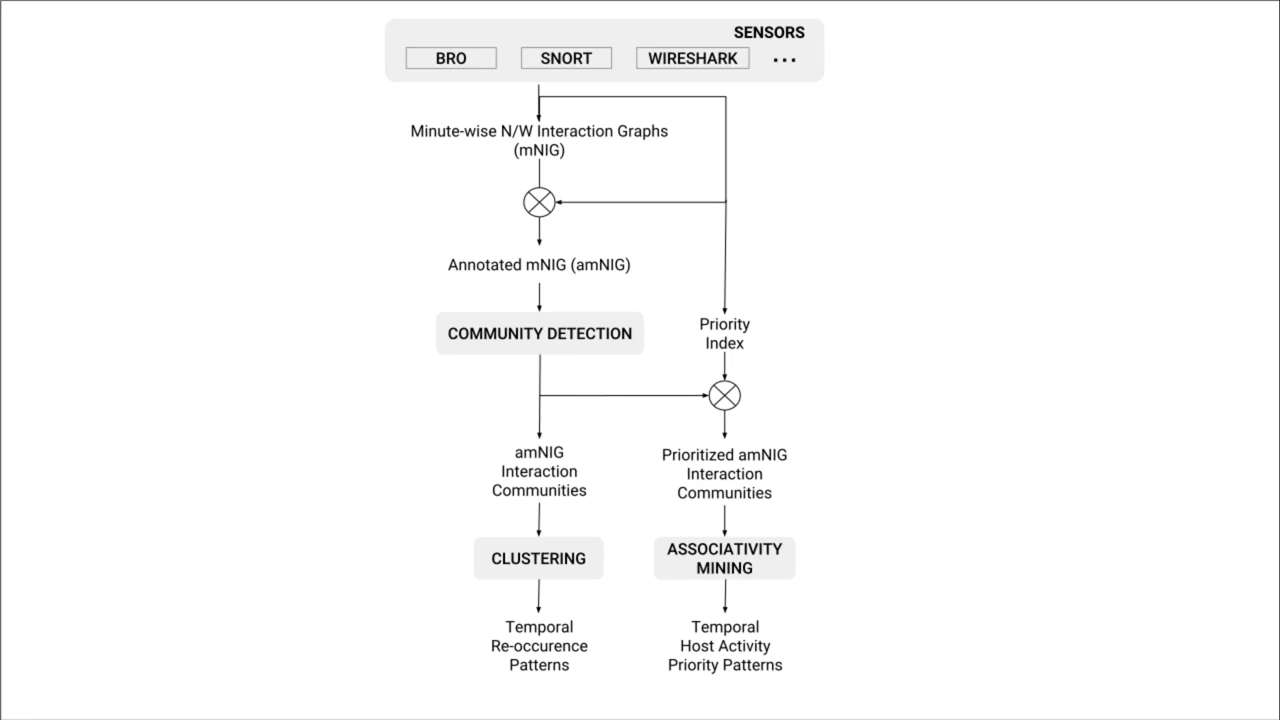 SENSORS
BRO
SNORT
WIRESHARK
...
Minute-wise N/W Interaction Graphs
(mNIG)
Annotated mNIG (amNIG)
COMMUNITY DETECTION
Priority
Index
amNIG
Interaction
Communities
Prioritized amNIG
Interaction
Communities
CLUSTERING
ASSOCIATIVITY
MINING
Temporal
Re-occurence
Patterns
Temporal
Host Activity
Priority Patterns